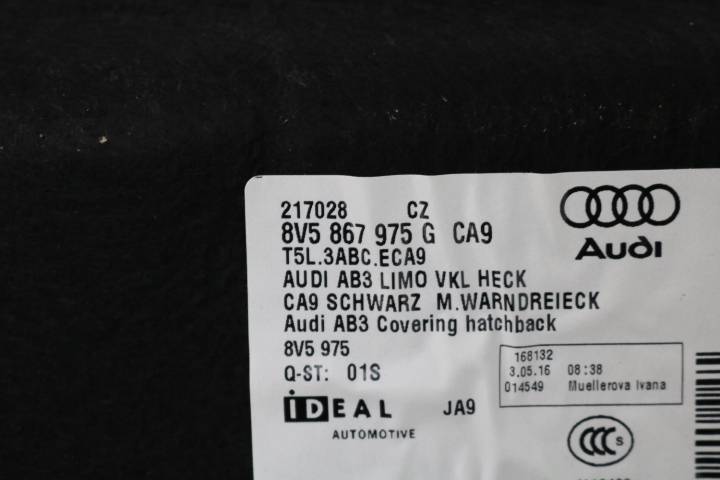 217028 CZ
8V5 867 975 G CA9
T5L.3ABC.ECA9
AUDI AB3 LIMO VKL HECK
CA9 SCHWARZ M.WARNDREIECK
Audi AB3 Covering hatchback
8V5 975
Q-ST: 01S
IDEAL JA9
AUTOMOTIVE
Audi
168132
3.05.16 08:38
014549 Muellerova Ivana
CCC S